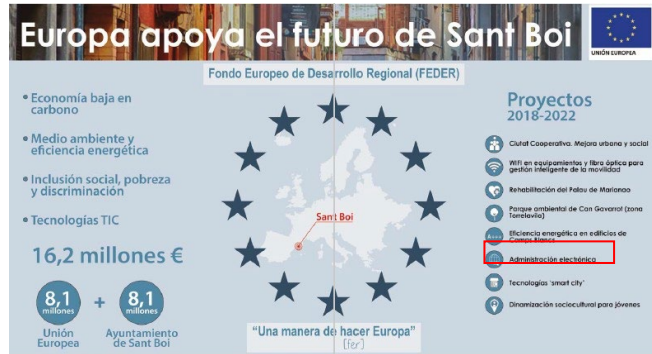 Europa apoya el futuro de Sant Boi
UNIÓN EUROPEA
Fondo Europeo de Desarrollo Regional (FEDER)
• Economía baja en
carbono
• Medio ambiente y
eficiencia energética
• Inclusión social, pobreza
y discriminación
• Tecnologías TIC
16,2 millones €
8,1
millones
+
8,1
millones
Unión
Europea
Ayuntamiento
de Sant Boi
Sant Boi
"Una manera de hacer Europa"
[fer]
Proyectos
2018-2022
Ciutat Cooperativa. Mejora urbana y social
WIFI en equipamientos y fibra óptica para
gestión inteligente de la movilidad
Rehabilitación del Palau de Marianao
Parque ambiental de Can Gavarrot (zona
Torrelavila)
Eficiencia energética en edificios de
Camps Blancs
Administración electrónica
Tecnologías 'smart city'
Dinamización sociocultural para jóvenes